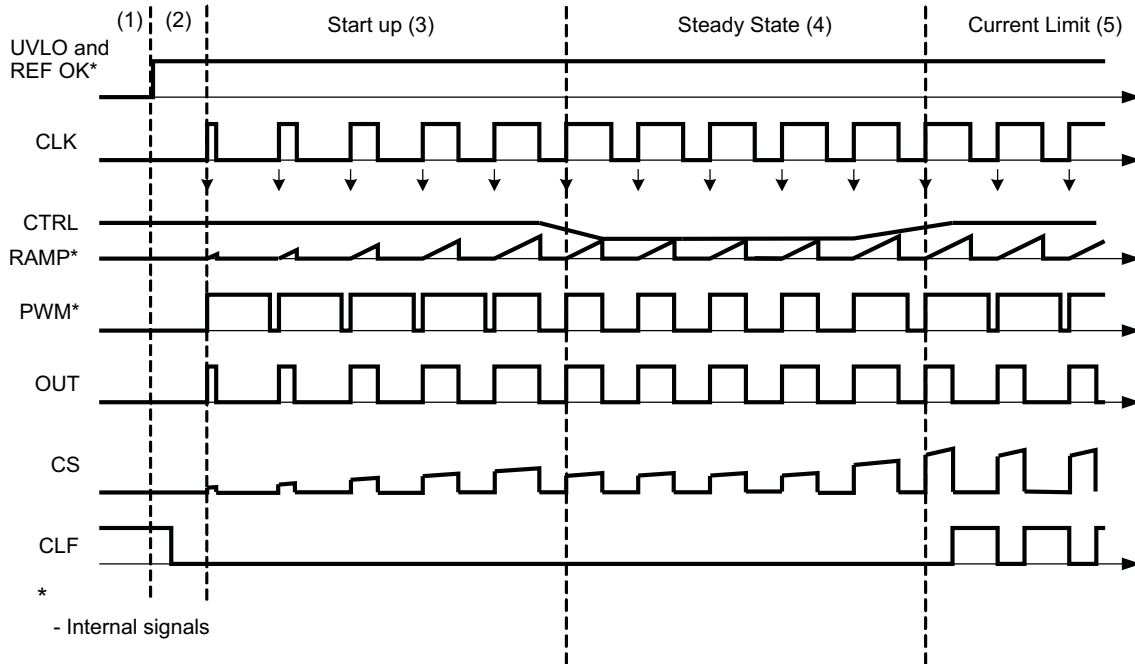 (1) (2) Start up (3) Steady State (4) Current Limit (5)
UVLO and
REF OK*
CLK
CTRL
RAMP*
PWM*
OUT
CS
CLF
*
- Internal signals